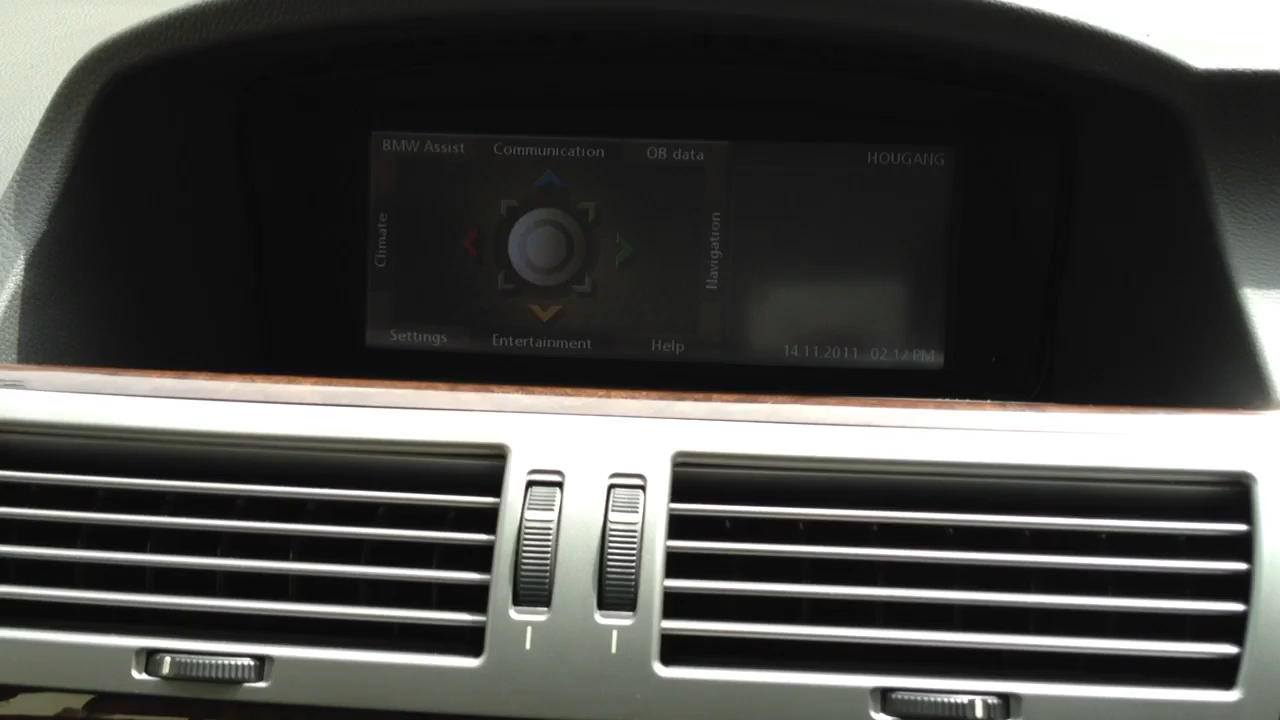 BMW Assist Communication OB data HOUGANG
Climate
Navigation
Settings Entertainment Help 14.11.2011 02:12 PM